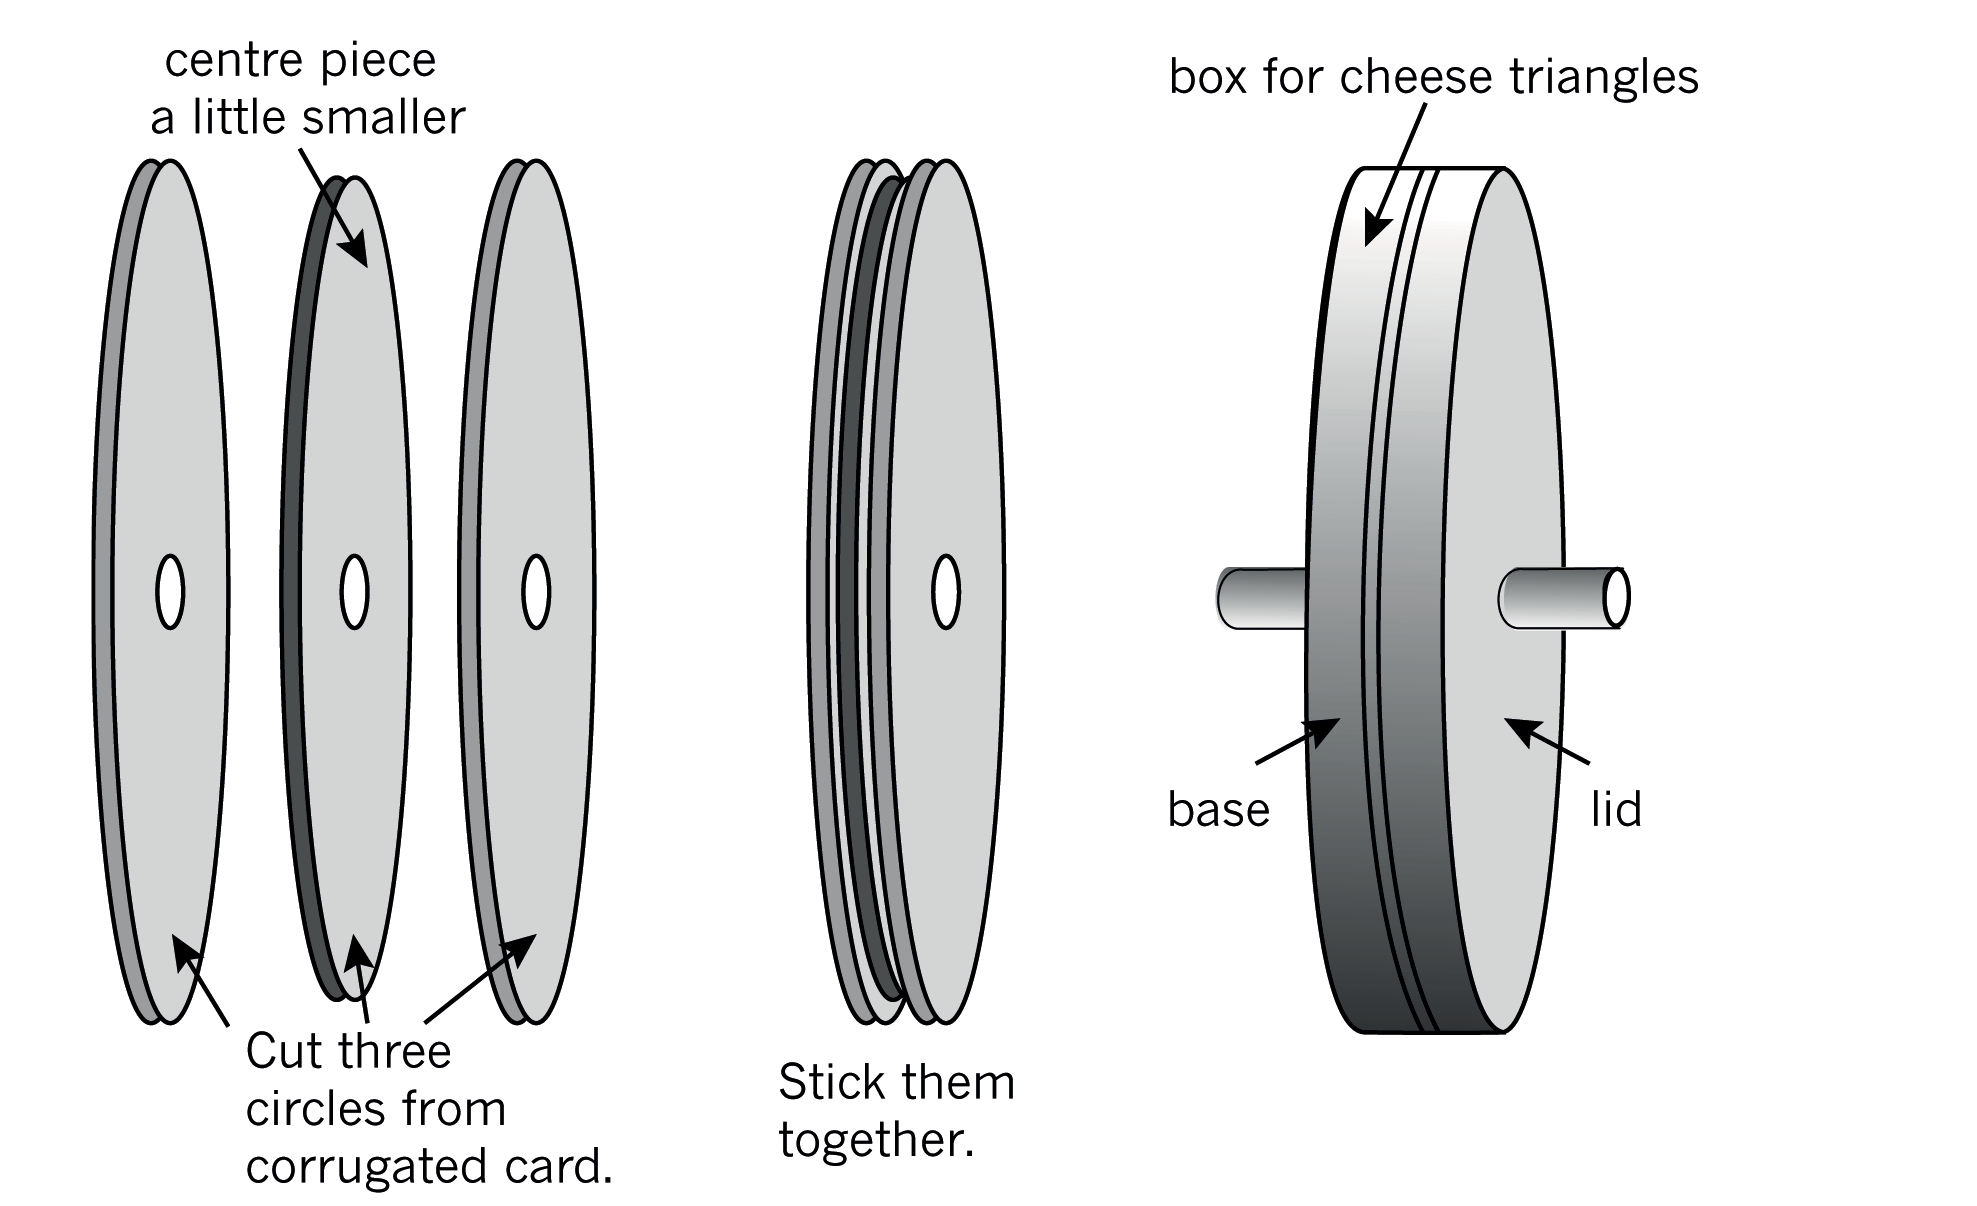 centre piece
a little smaller
box for cheese triangles
base
lid
Cut three
circles from
corrugated card.
Stick them
together.